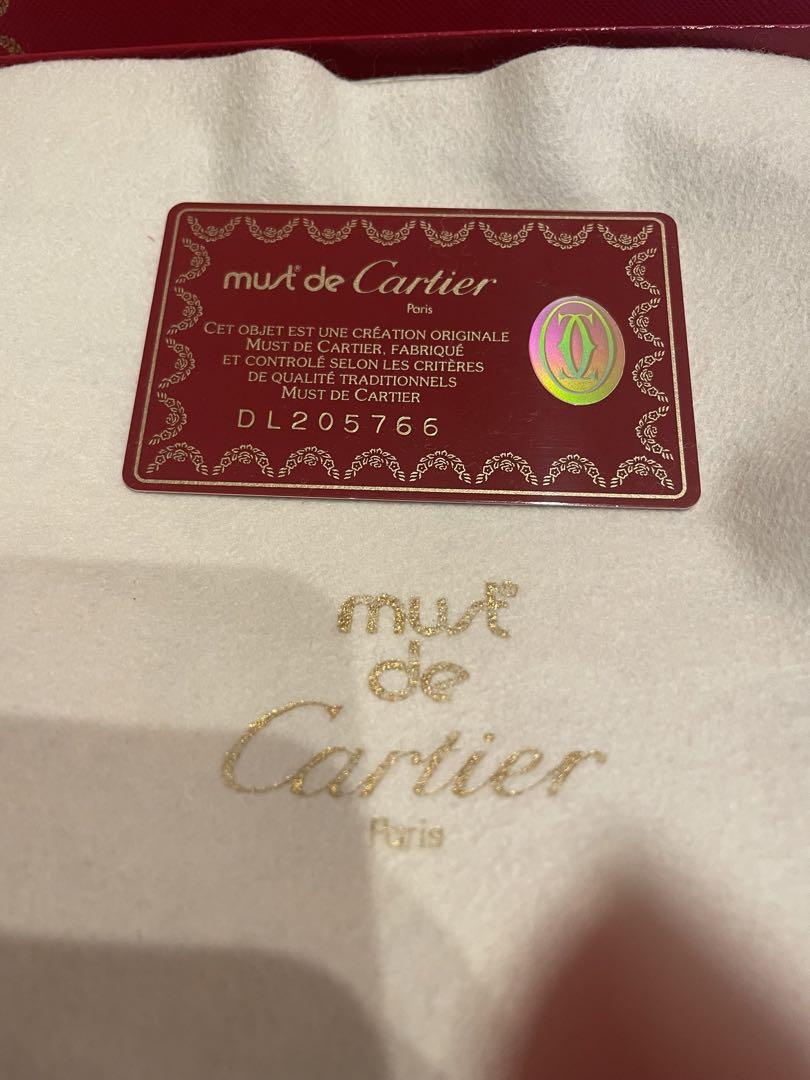 must® de Cartier
Paris
CET OBJET EST UNE CRÉATION ORIGINALE
MUST DE CARTIER, FABRIQUÉ
ET CONTROLÉ SELON LES CRITÈRES
DE QUALITÉ TRADITIONNELS
MUST DE CARTIER
DL205766
must®
de
Cartier
Paris